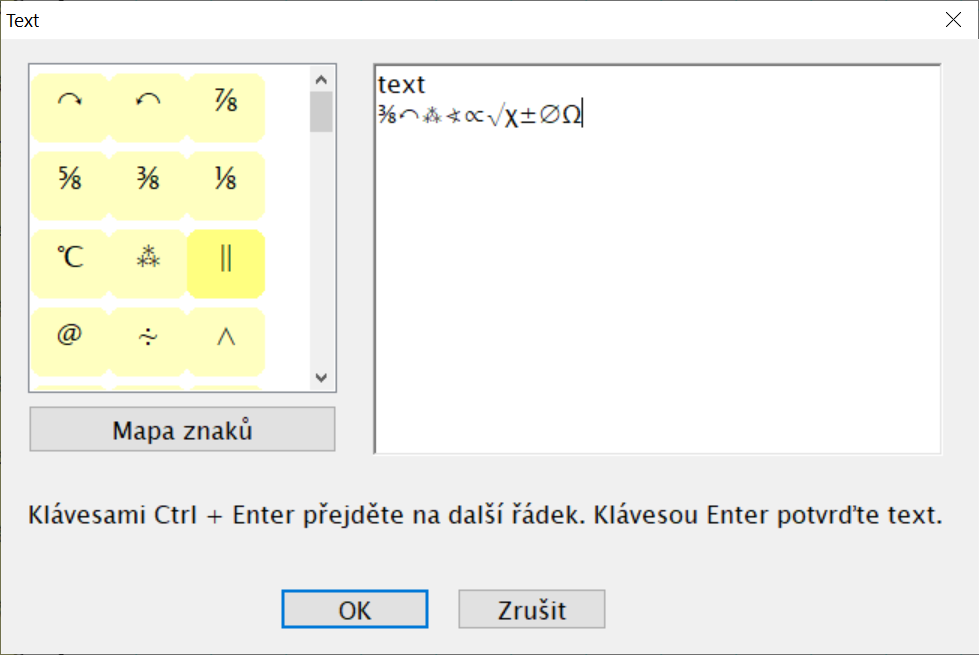 Text
↷ ↶ ⅞
⅝ ⅜ ⅛
℃ ⁂ ‖
@ ÷ ∧
Mapa znaků
text
⅜⌒⁂∢∝√χ±∅Ω
Klávesami Ctrl + Enter přejděte na další řádek. Klávesou Enter potvrďte text.
OK
Zrušit